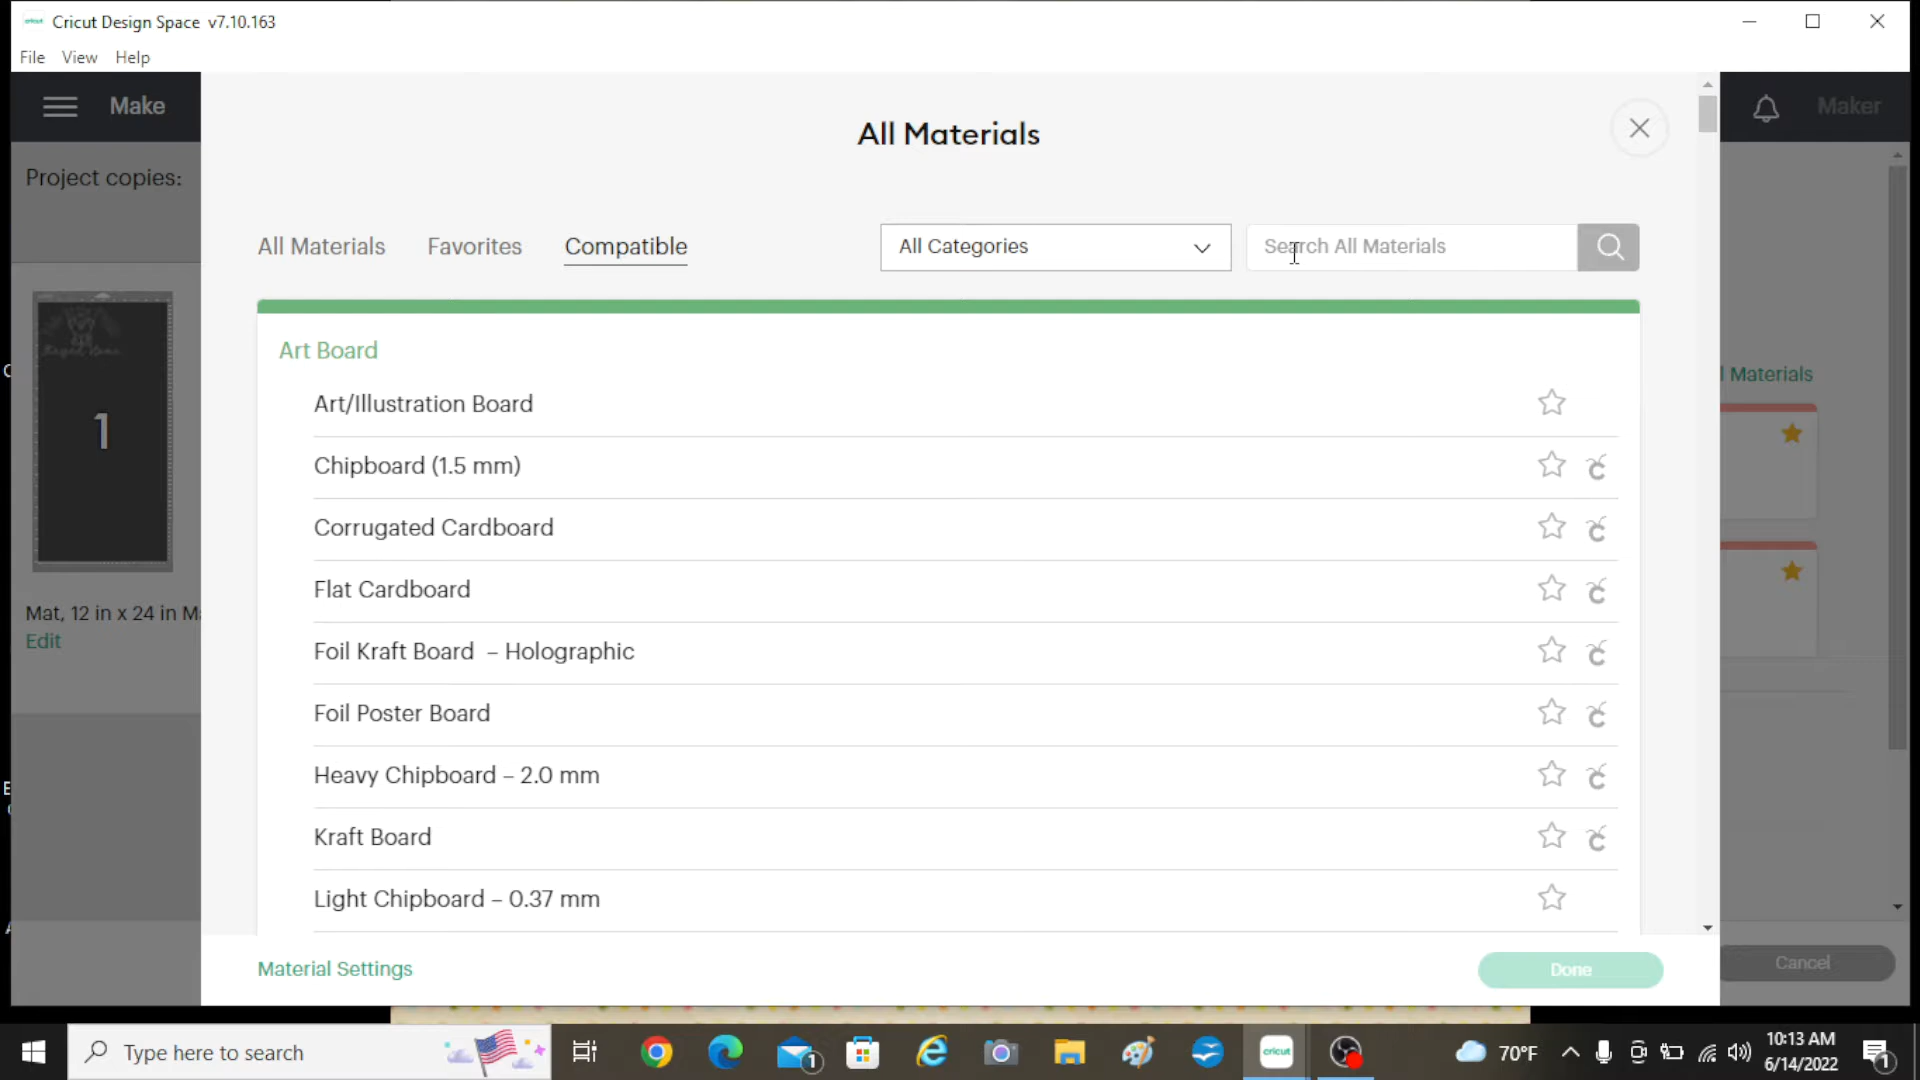 Cricut Design Space v7.10.163
File View Help
Make
Maker
Project copies:
All Materials
All Materials Favorites Compatible
All Categories
Search All Materials
Art Board
Art/Illustration Board
Chipboard (1.5 mm)
Corrugated Cardboard
Flat Cardboard
Foil Kraft Board – Holographic
Foil Poster Board
Heavy Chipboard – 2.0 mm
Kraft Board
Light Chipboard – 0.37 mm
1
Mat, 12 in x 24 in
Edit
Materials
Material Settings
Done
Cancel
Type here to search
cricut
1
70°F
10:13 AM
6/14/2022
1